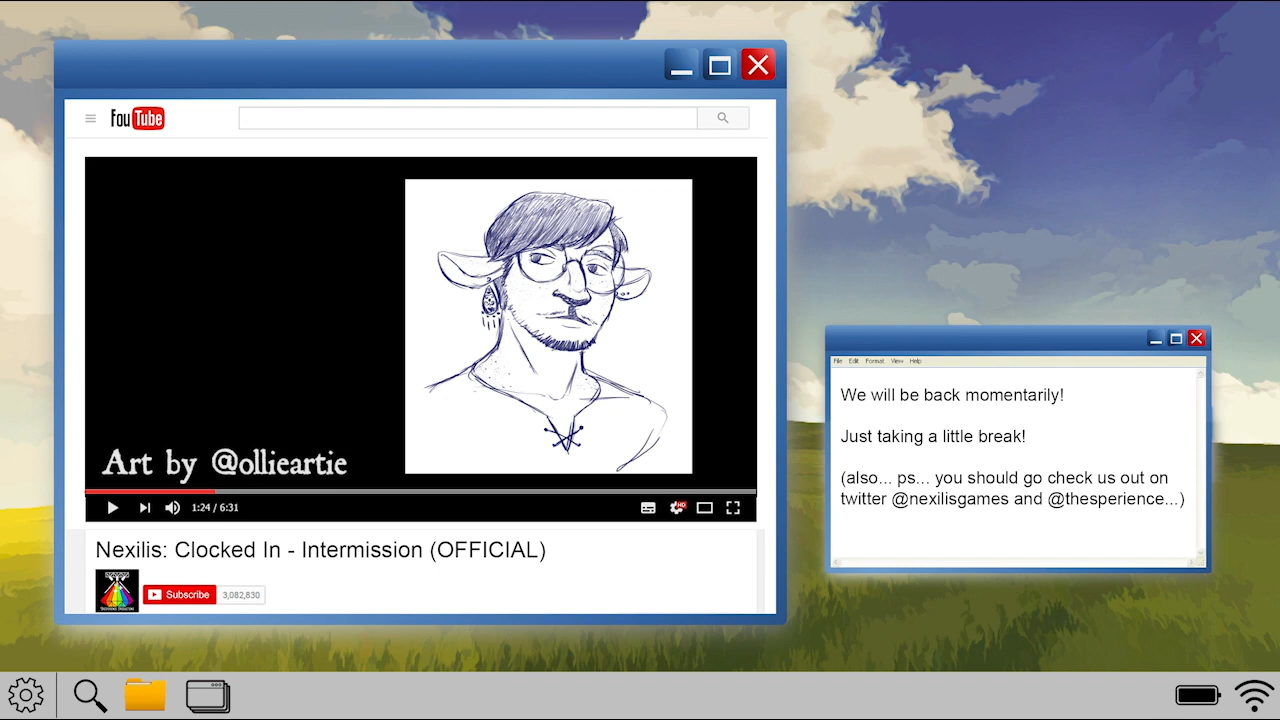 FouTube
Art by @ollieartie
HD
1:24 / 6:31
Nexilis: Clocked In - Intermission (OFFICIAL)
Subscribe 3,082,830
File Edit Format View Help
We will be back momentarily!
Just taking a little break!
(also... ps... you should go check us out on
twitter @nexilisgames and @thesperience...)